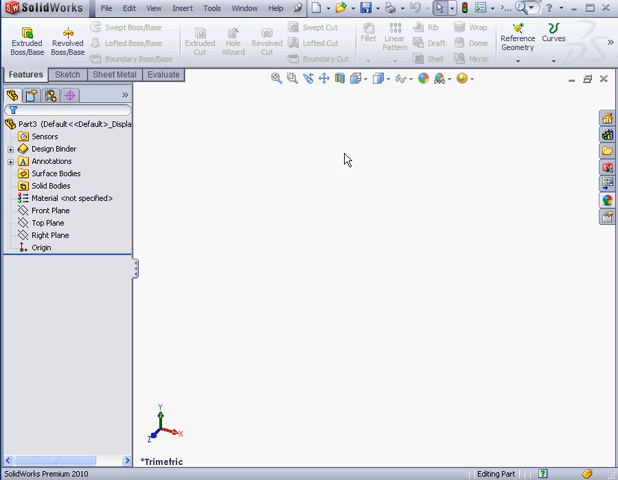 SolidWorks File Edit View Insert Tools Window Help
Extruded Boss/Base
Revolved Boss/Base
Swept Boss/Base
Lofted Boss/Base
Boundary Boss/Base
Extruded Cut
Hole Wizard
Revolved Cut
Swept Cut
Lofted Cut
Boundary Cut
Fillet
Linear Pattern
Rib
Draft
Shell
Wrap
Dome
Mirror
Reference Geometry
Curves
Features Sketch Sheet Metal Evaluate
Part3 (Default<<Default>_Displa
Sensors
Design Binder
Annotations
Surface Bodies
Solid Bodies
Material <not specified>
Front Plane
Top Plane
Right Plane
Origin
Y
X
Z
*Trimetric
SolidWorks Premium 2010 Editing Part